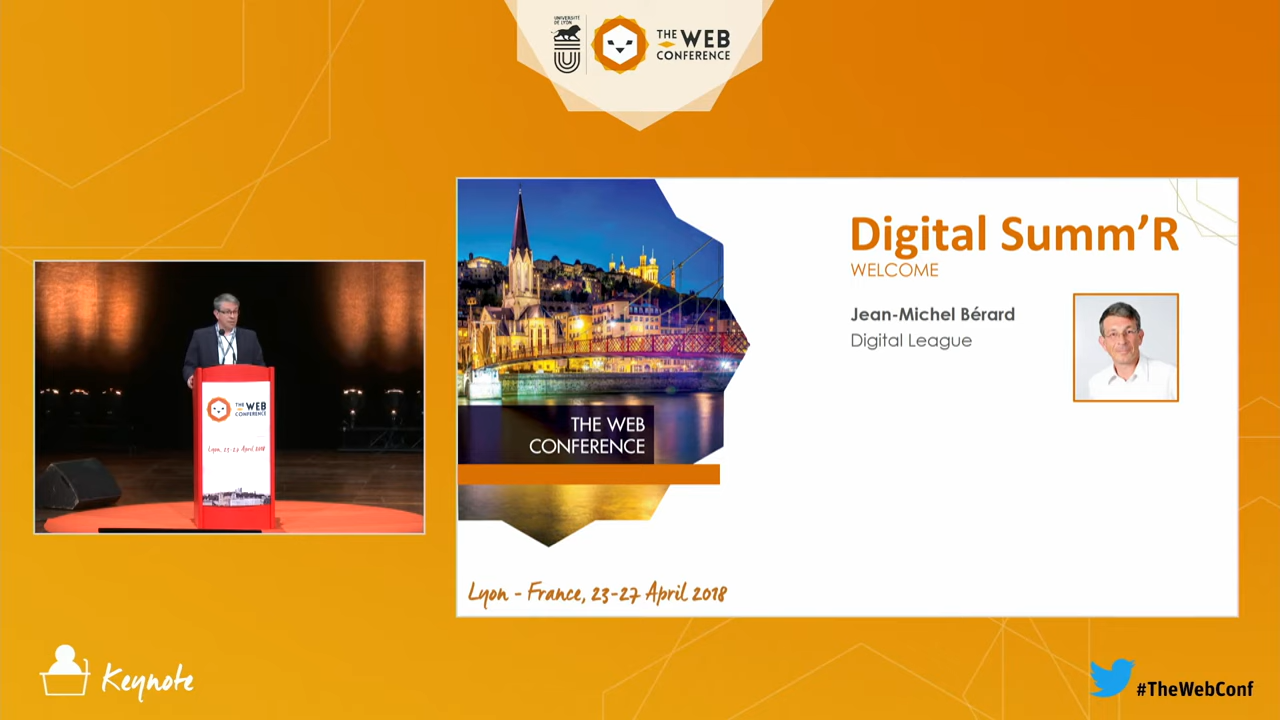 UNIVERSITÉ
DE LYON
THE WEB
CONFERENCE
THE WEB
CONFERENCE
Lyon, 23-27 April 2018
Digital Summ'R
WELCOME
Jean-Michel Bérard
Digital League
THE WEB
CONFERENCE
Lyon - France, 23-27 April 2018
Keynote
#TheWebConf